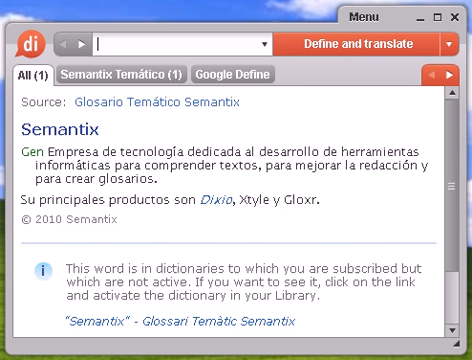 Menu
di
Define and translate
All (1)
Semantix Temático (1)
Google Define
Source: Glosario Temático Semantix
Semantix
Gen Empresa de tecnología dedicada al desarrollo de herramientas
informáticas para comprender textos, para mejorar la redacción y
para crear glosarios.
Su principales productos son Dixio, Xtyle y Gloxr.
© 2010 Semantix
i
This word is in dictionaries to which you are subscribed but
which are not active. If you want to see it, click on the link
and activate the dictionary in your Library.
"Semantix" - Glossari Temàtic Semantix